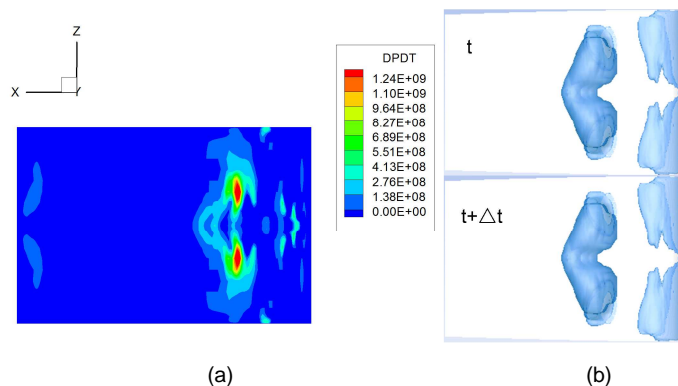 Z
X
Y
DPDT
1.24E+09
1.10E+09
9.64E+08
8.27E+08
6.89E+08
5.51E+08
4.13E+08
2.76E+08
1.38E+08
0.00E+00
t
t+△t
(a)
(b)